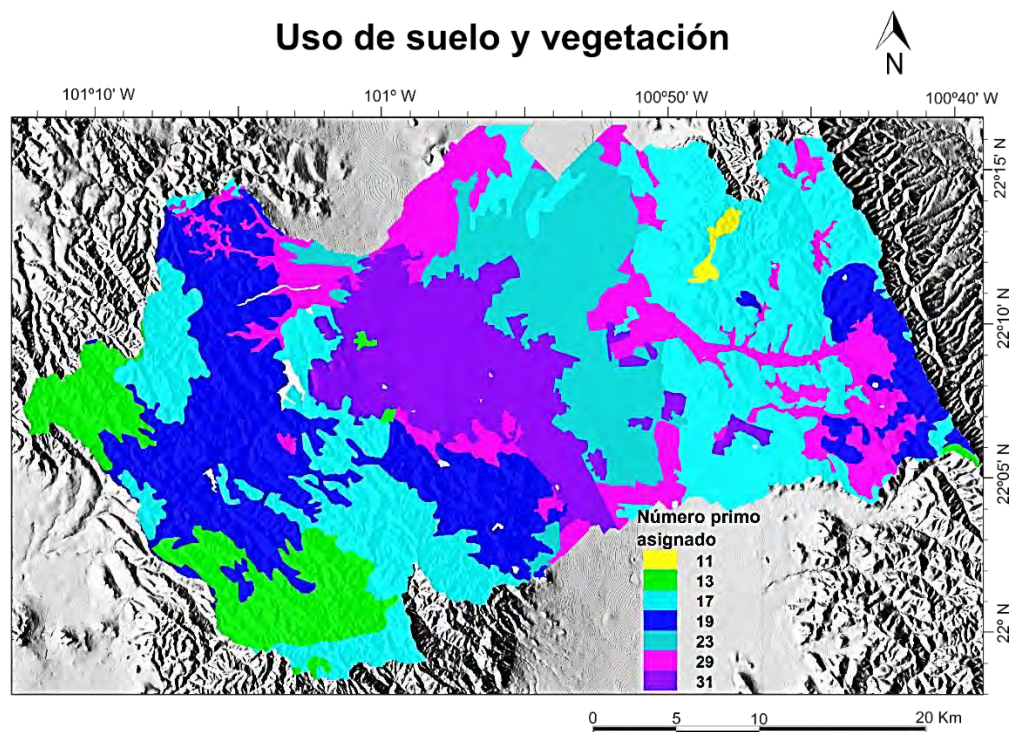 Uso de suelo y vegetación
N
101°10' W 101° W 100°50' W 100°40' W
22°15' N
22°10' N
22°05' N
22° N
Número primo
asignado
11
13
17
19
23
29
31
0 5 10 20 Km